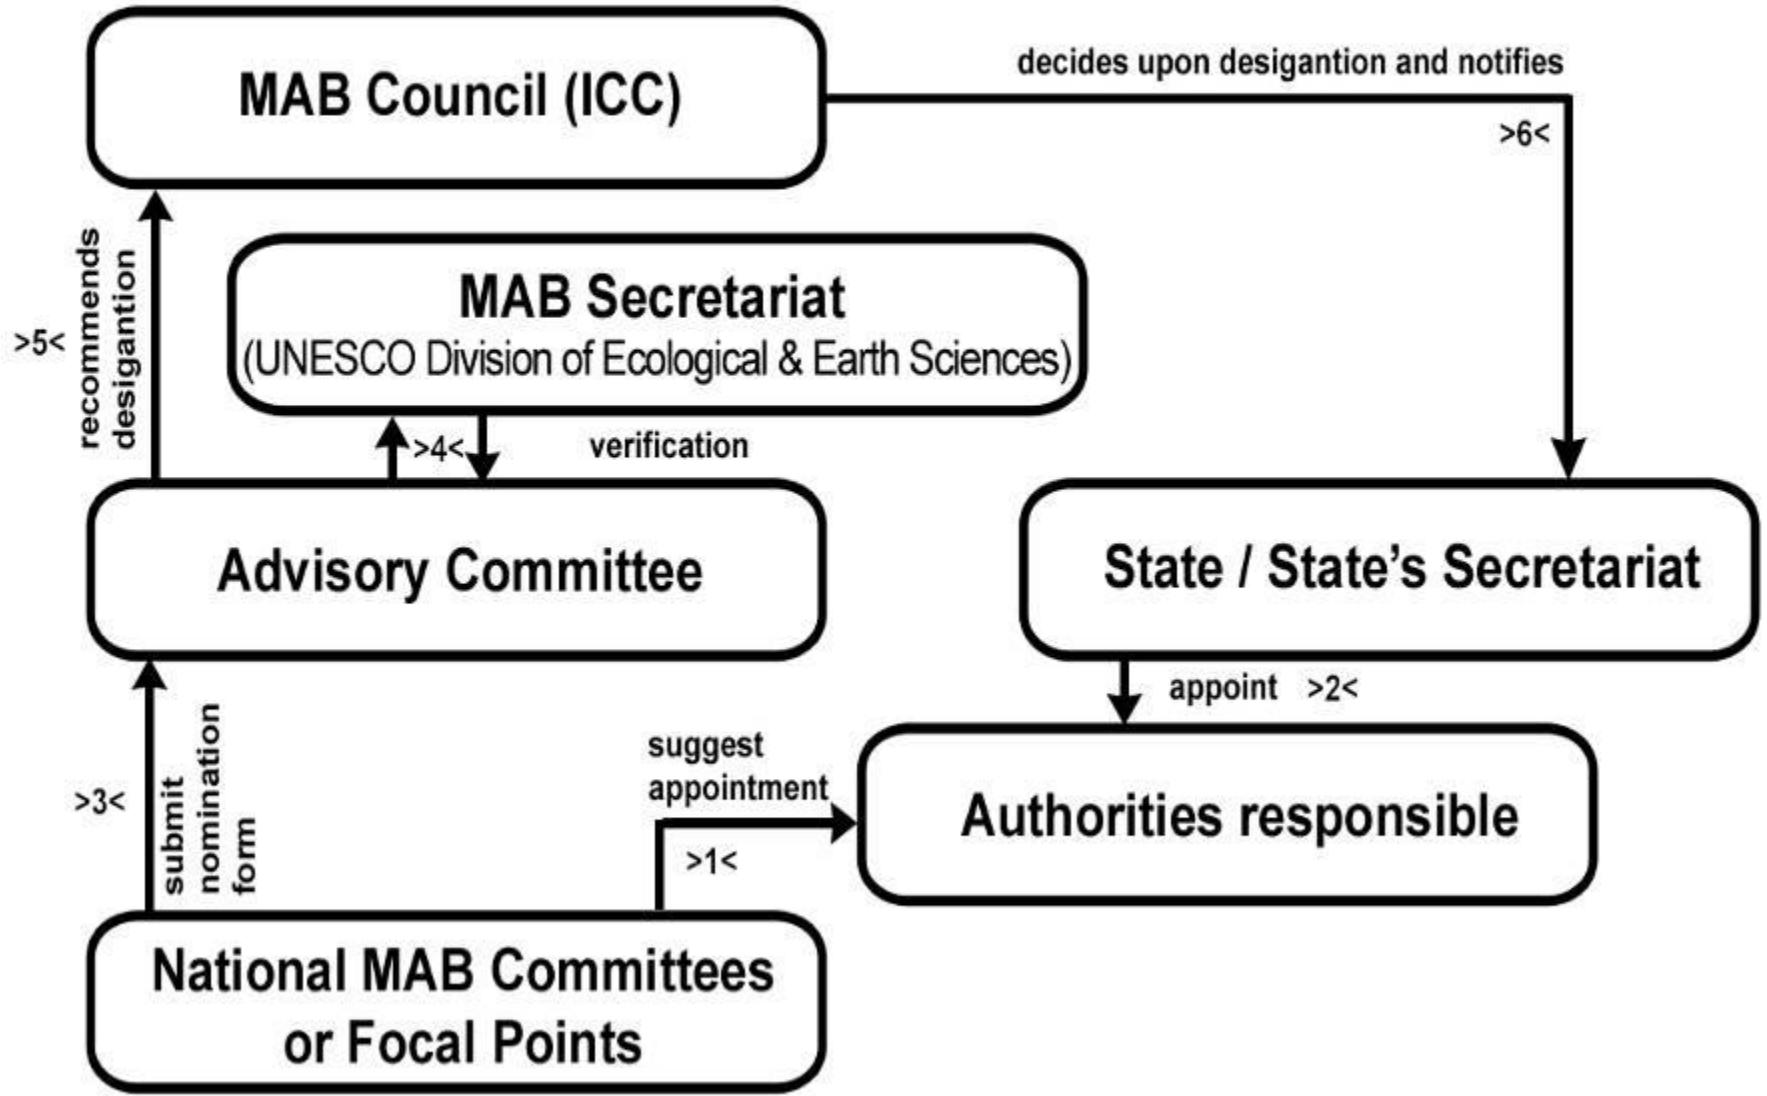 MAB Council (ICC)
decides upon desigantion and notifies
>6<
recommends
desigantion
>5<
MAB Secretariat
(UNESCO Division of Ecological & Earth Sciences)
>4<
verification
Advisory Committee
State / State’s Secretariat
appoint >2<
submit
nomination
form
>3<
suggest
appointment
>1<
Authorities responsible
National MAB Committees
or Focal Points